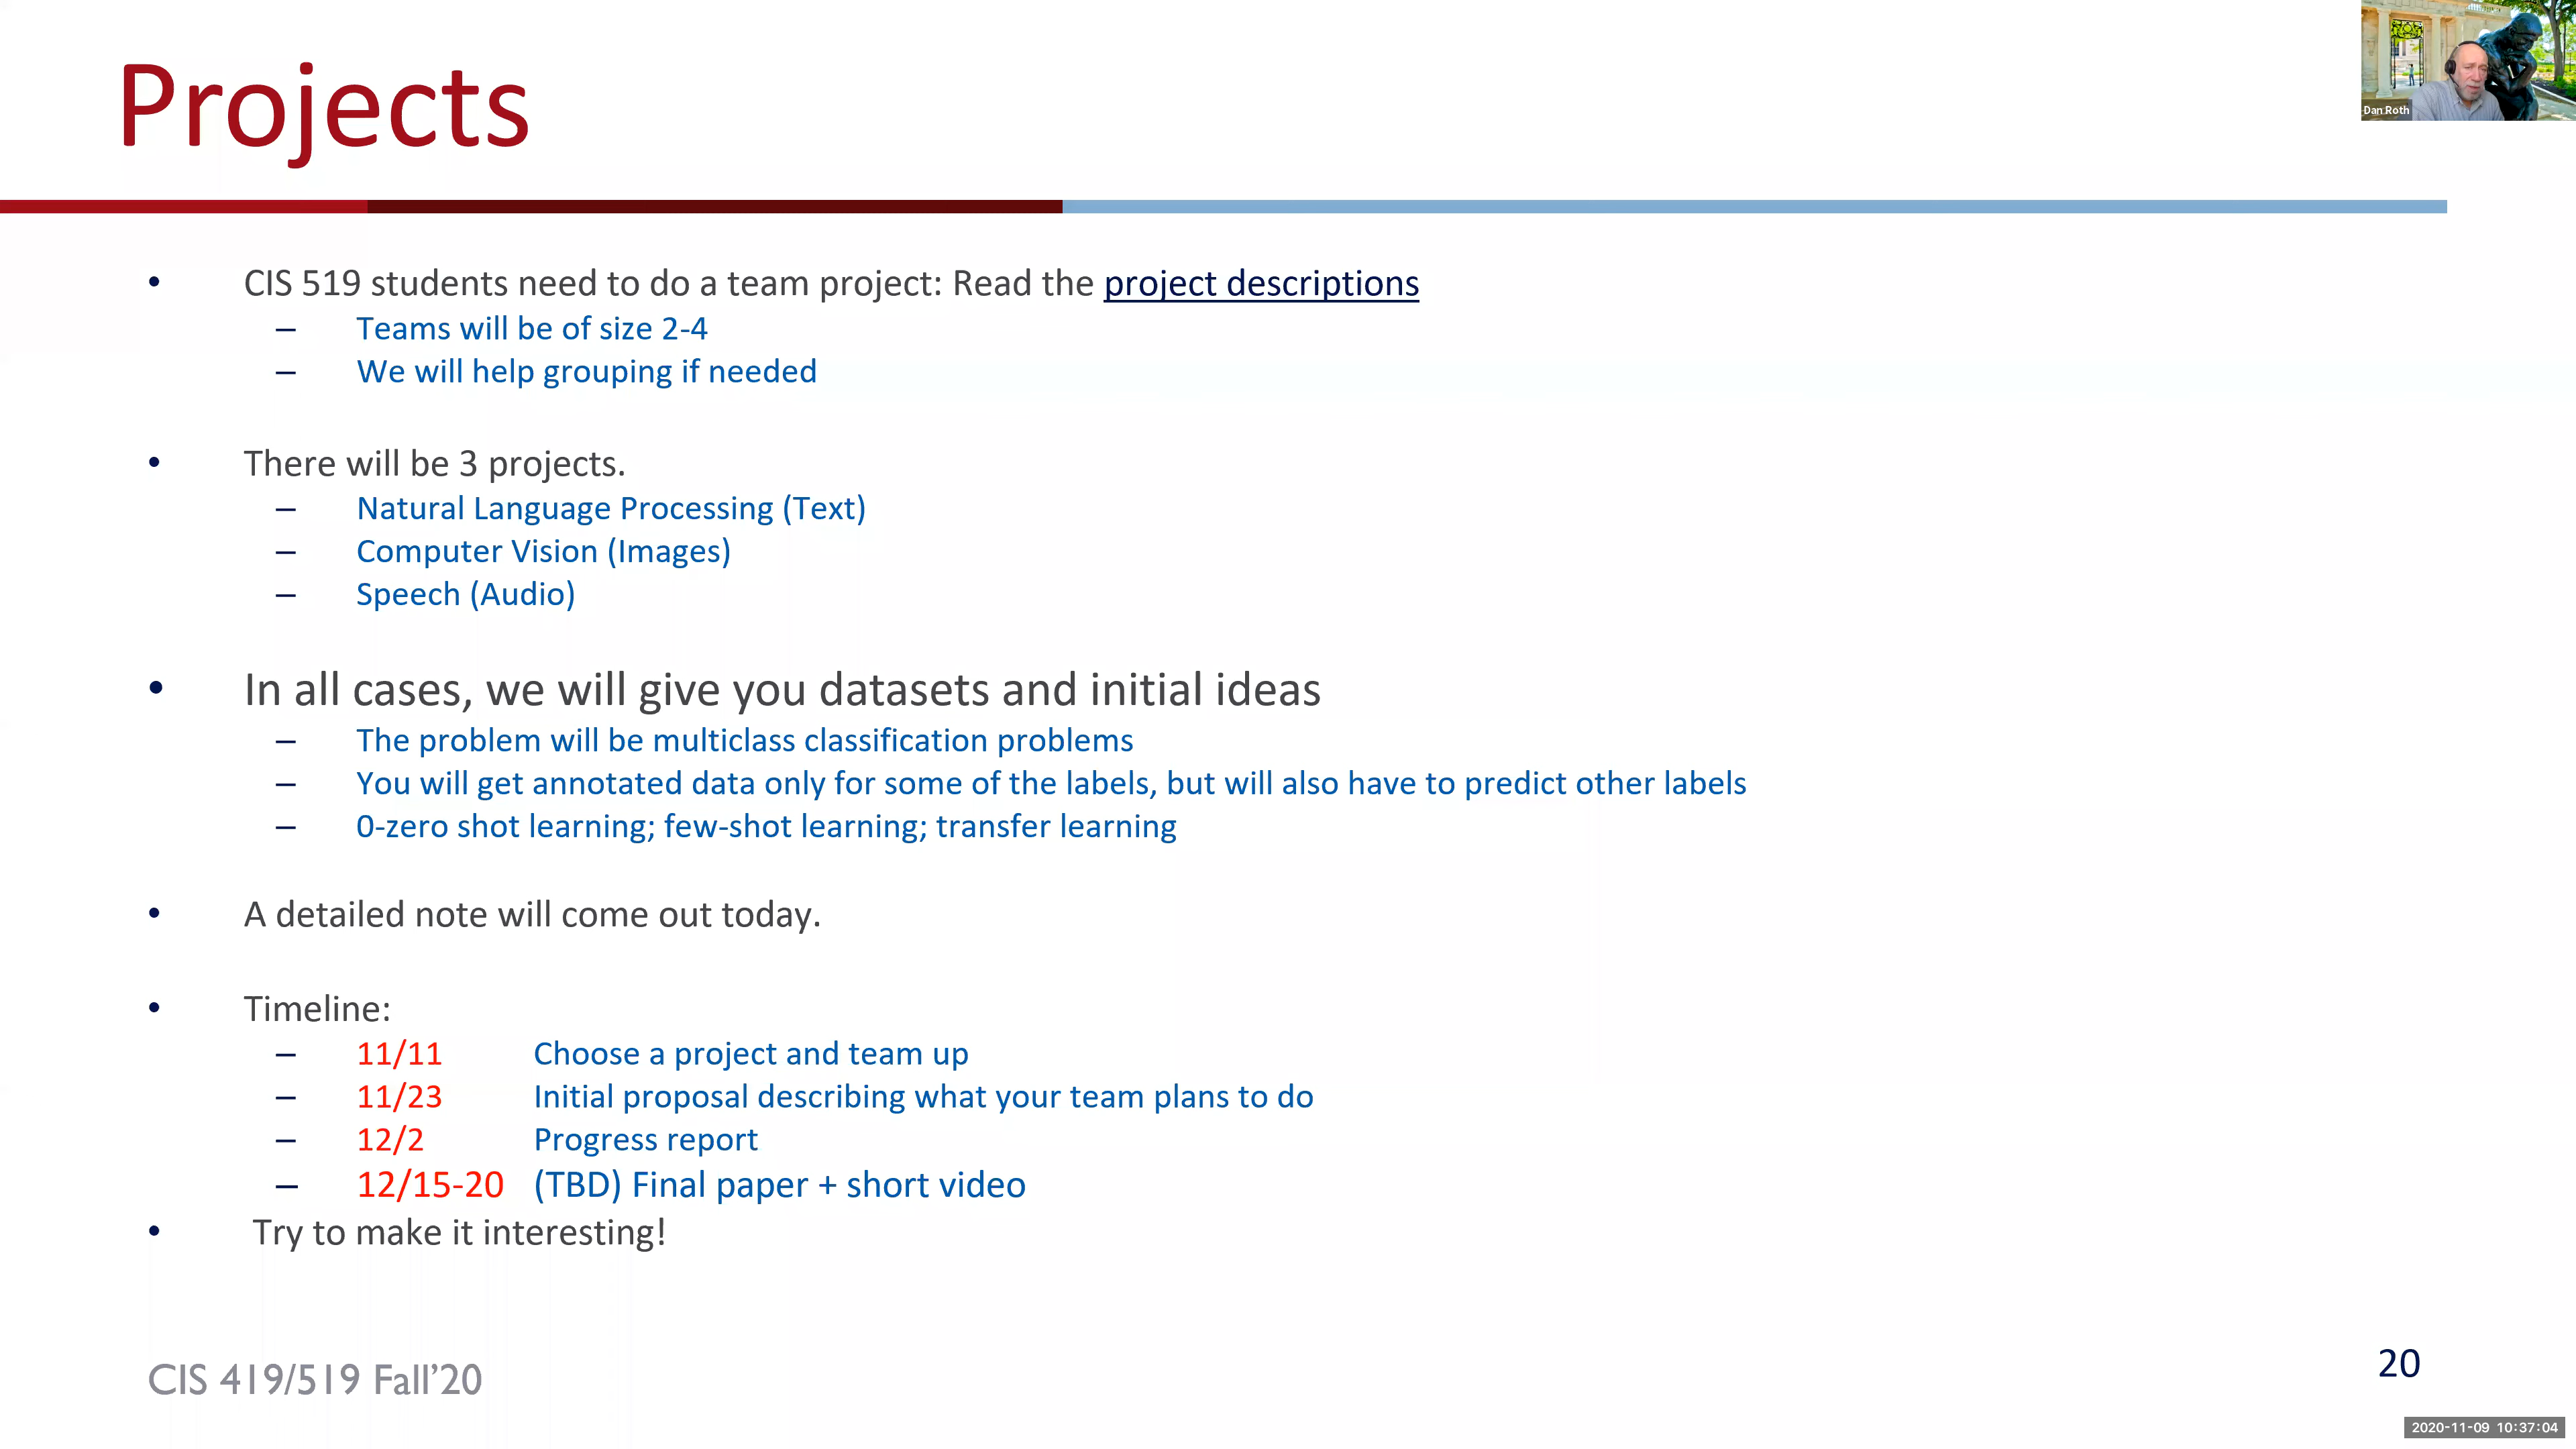 Projects
Dan Roth
• CIS 519 students need to do a team project: Read the project descriptions
– Teams will be of size 2-4
– We will help grouping if needed
• There will be 3 projects.
– Natural Language Processing (Text)
– Computer Vision (Images)
– Speech (Audio)
• In all cases, we will give you datasets and initial ideas
– The problem will be multiclass classification problems
– You will get annotated data only for some of the labels, but will also have to predict other labels
– 0-zero shot learning; few-shot learning; transfer learning
• A detailed note will come out today.
• Timeline:
– 11/11 Choose a project and team up
– 11/23 Initial proposal describing what your team plans to do
– 12/2 Progress report
– 12/15-20 (TBD) Final paper + short video
• Try to make it interesting!
CIS 419/519 Fall’20
20
2020-11-09 10:37:04